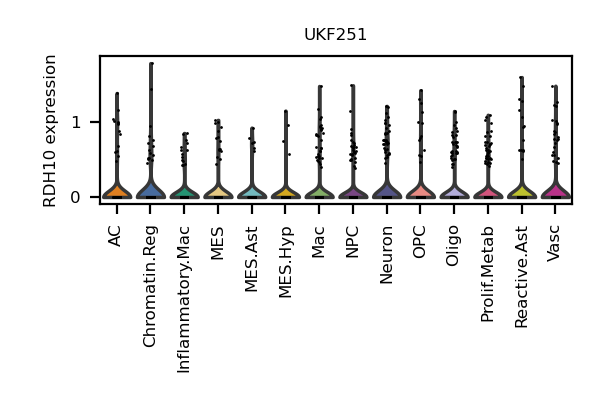 UKF251
RDH10 expression
1
0
AC
Chromatin.Reg
Inflammatory.Mac
MES
MES.Ast
MES.Hyp
Mac
NPC
Neuron
OPC
Oligo
Prolif.Metab
Reactive.Ast
Vasc